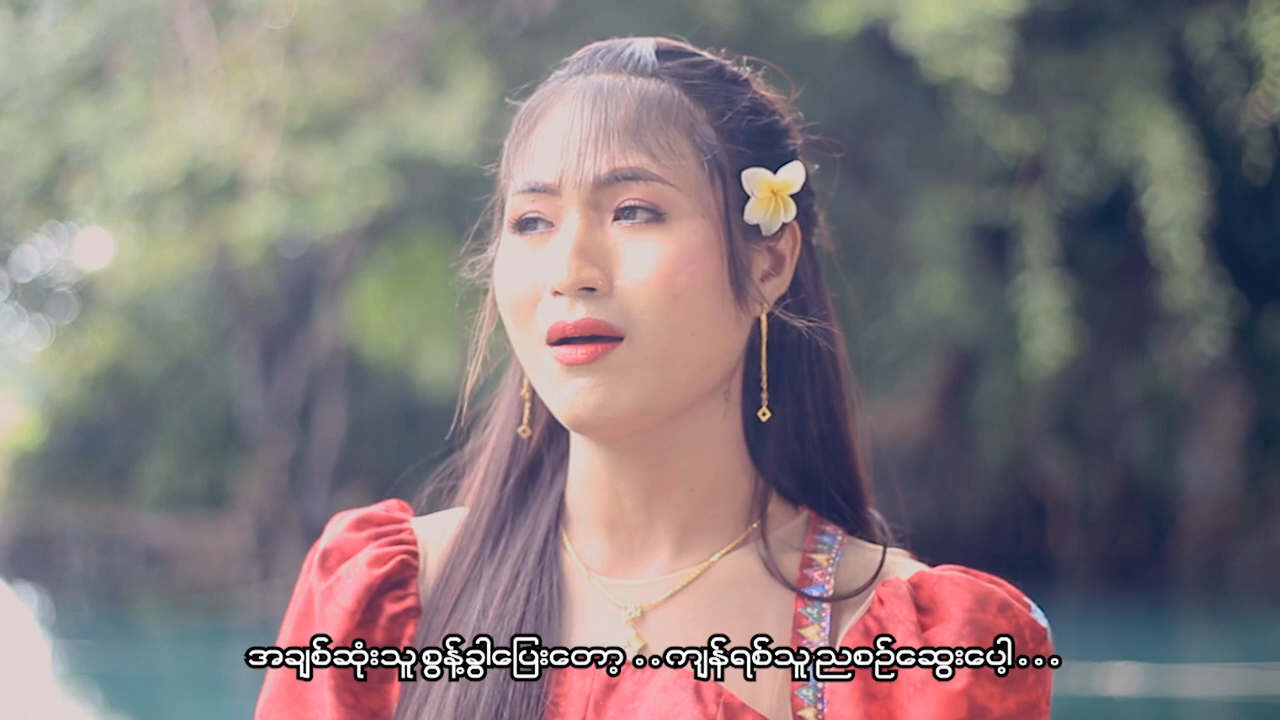 အချစ်ဆုံးသူ စွန့်ခွါပြေးတော့ ..ကျန်ရစ်သူညစဉ်ဆွေးပေါ့ ...